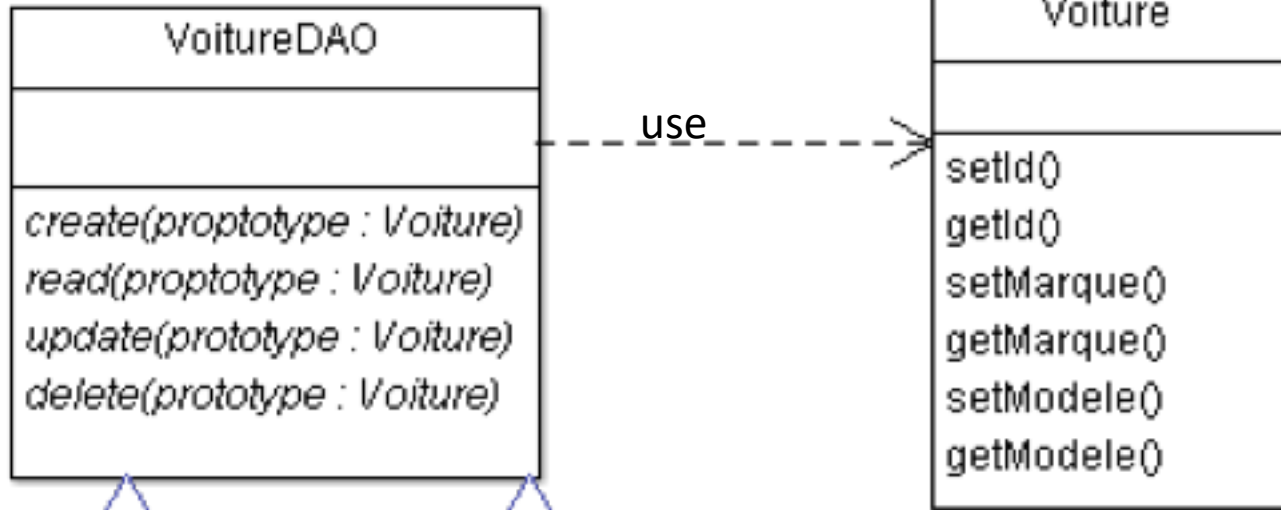 VoitureDAO
create(proptotype : Voiture)
read(proptotype : Voiture)
update(prototype : Voiture)
delete(prototype : Voiture)
use
Voiture
setId()
getId()
setMarque()
getMarque()
setModele()
getModele()